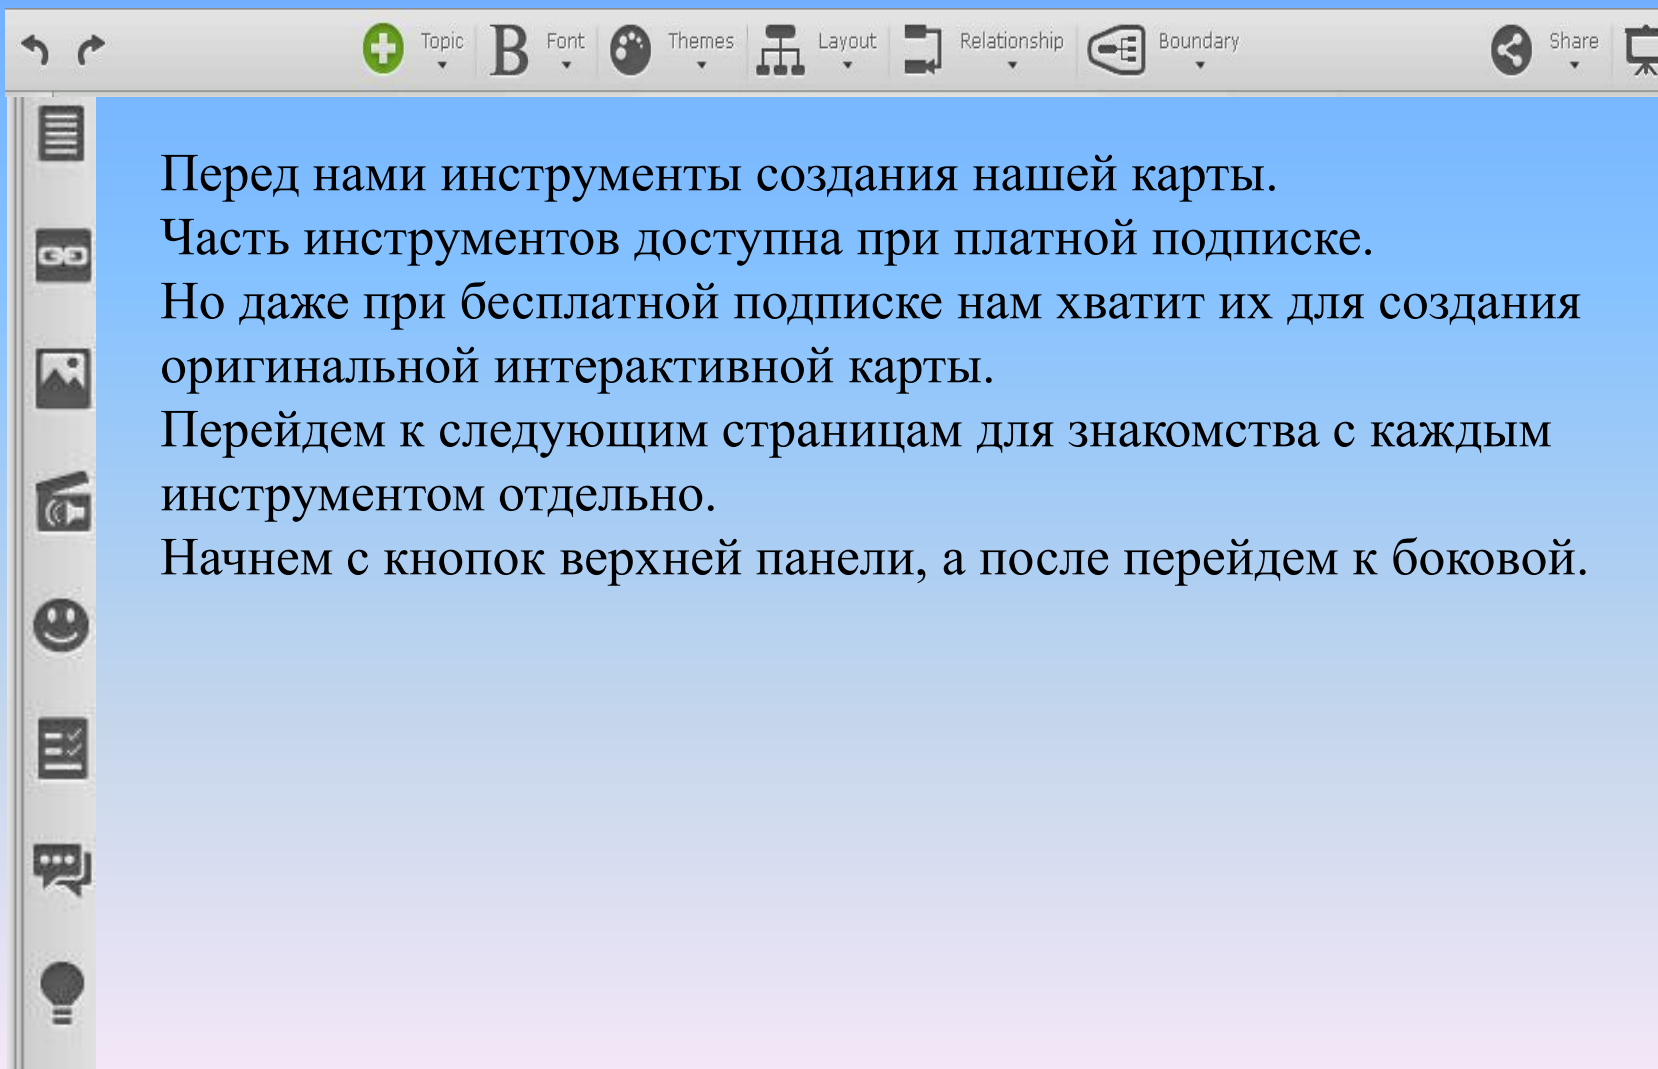 Topic
Font
Themes
Layout
Relationship
Boundary
Share
Перед нами инструменты создания нашей карты.
Часть инструментов доступна при платной подписке.
Но даже при бесплатной подписке нам хватит их для создания
оригинальной интерактивной карты.
Перейдем к следующим страницам для знакомства с каждым
инструментом отдельно.
Начнем с кнопок верхней панели, а после перейдем к боковой.